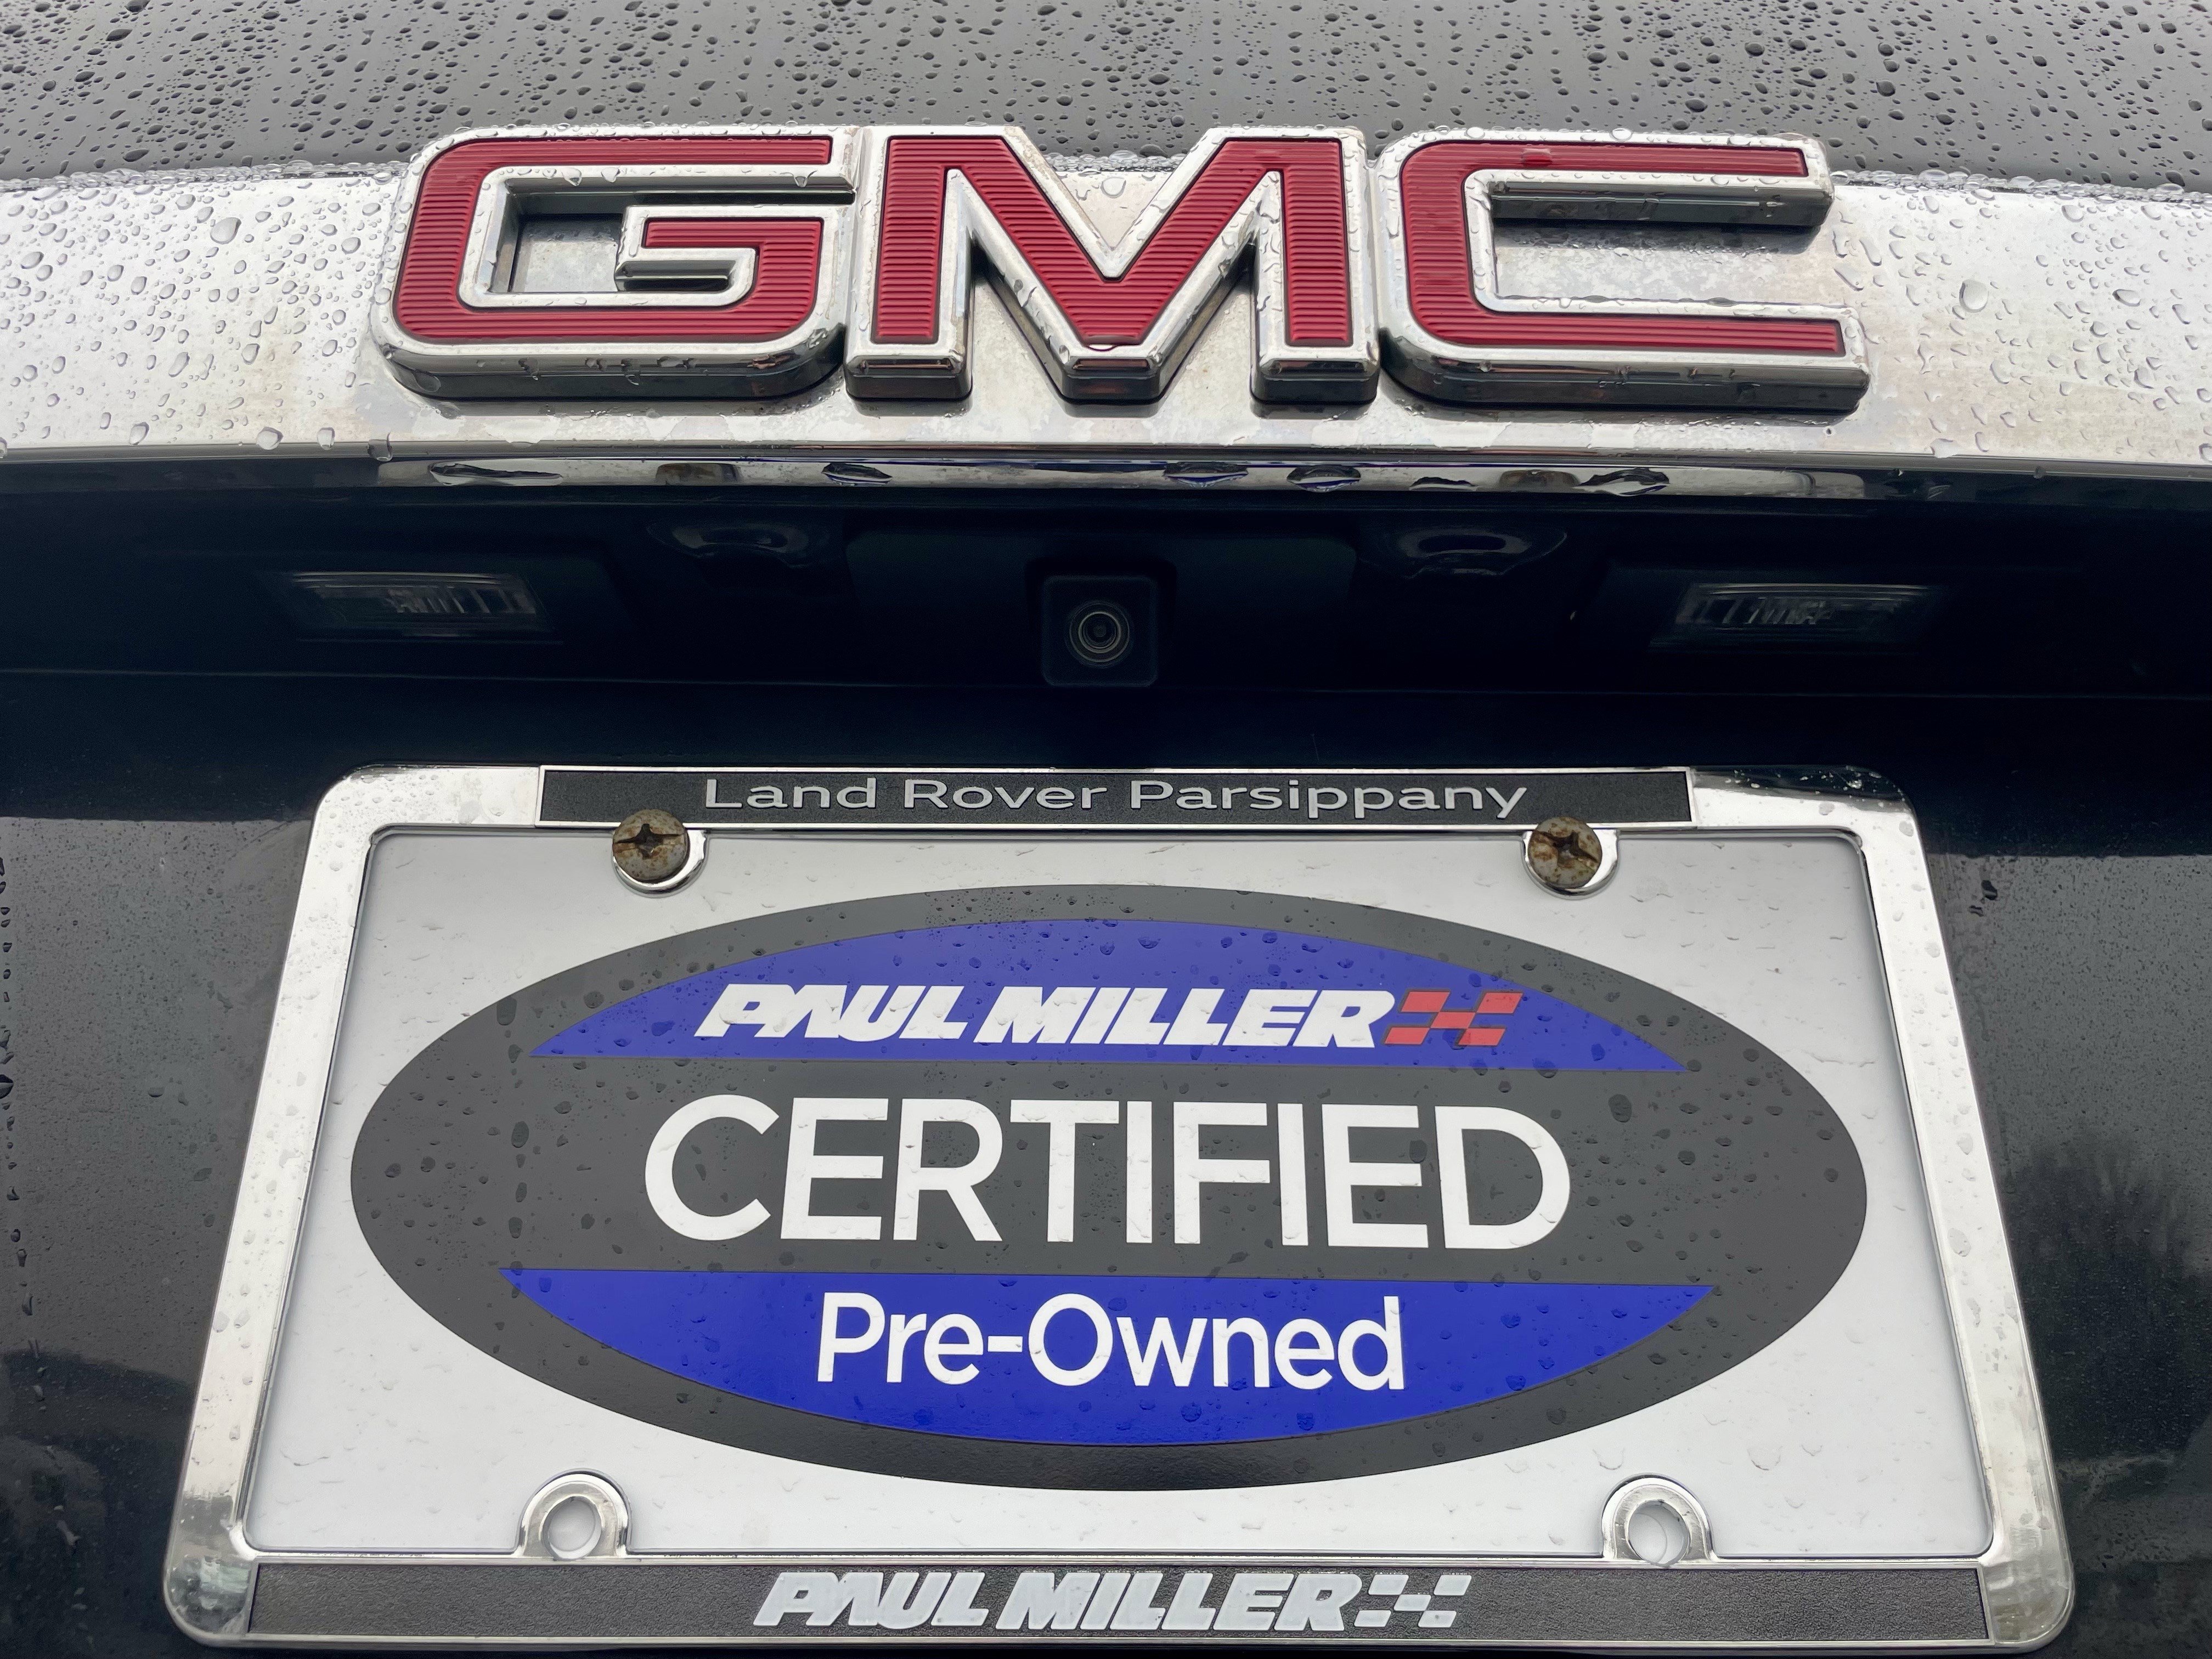 GMC
Land Rover Parsippany
PAUL MILLER
CERTIFIED
Pre-Owned
PAUL MILLER